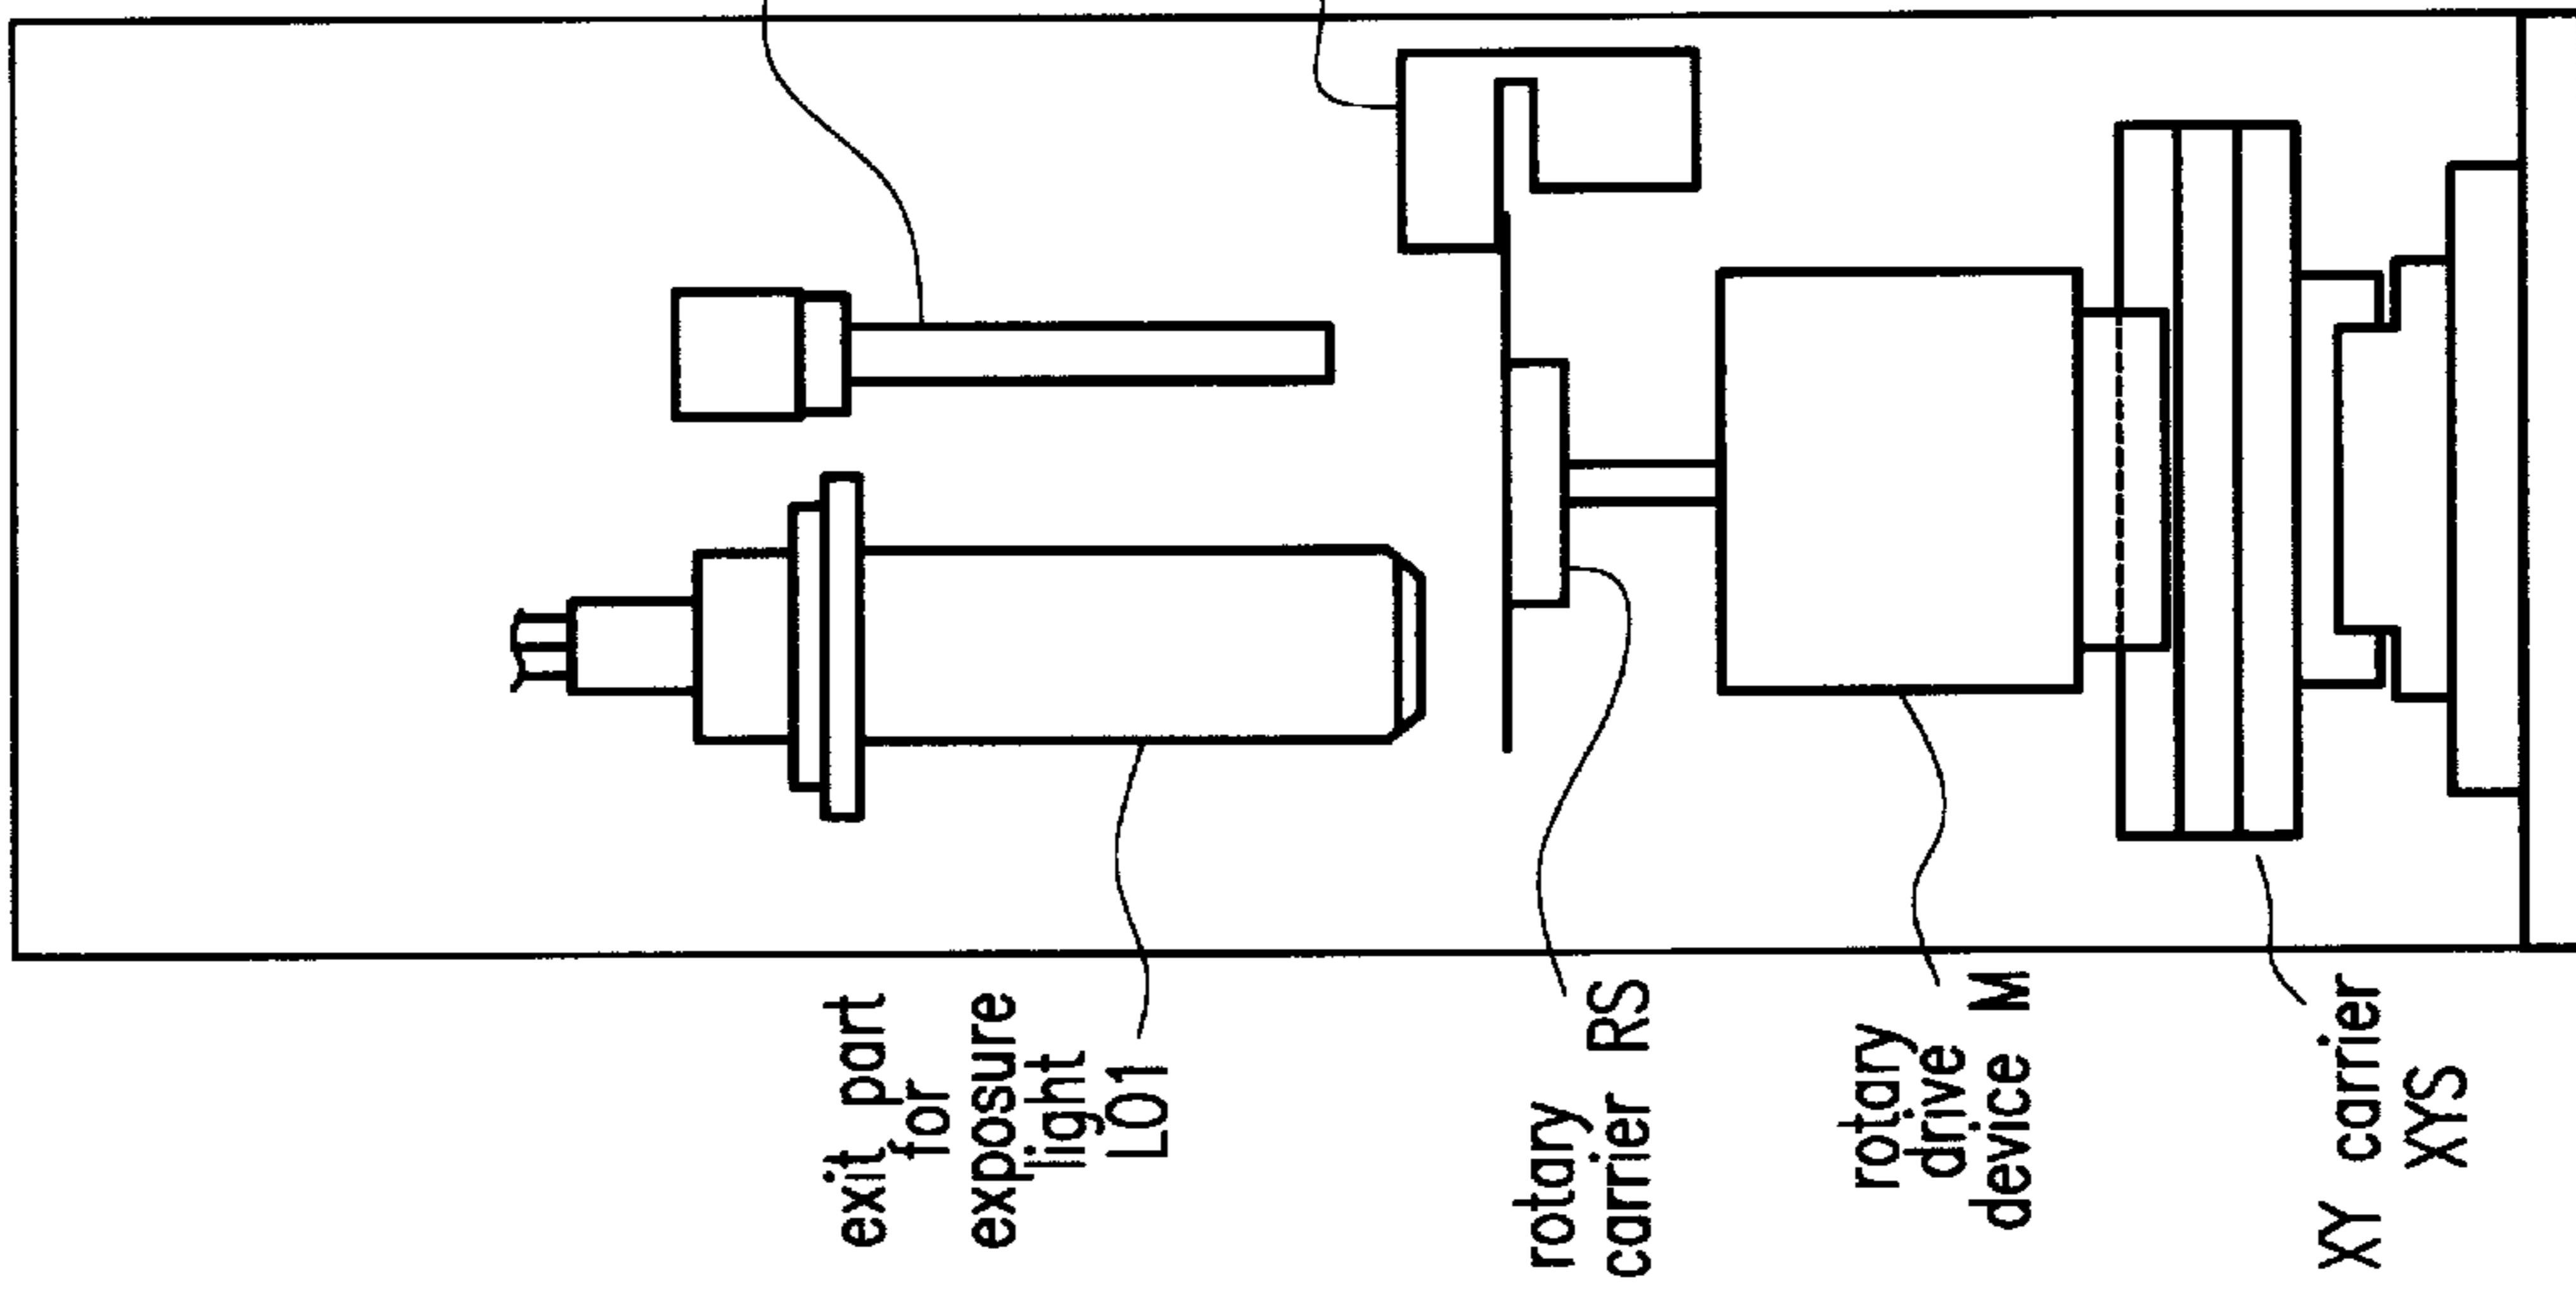 exit part
for
exposure
light
LO1
rotary
carrier RS
rotary
drive
device M
XY carrier
XYS